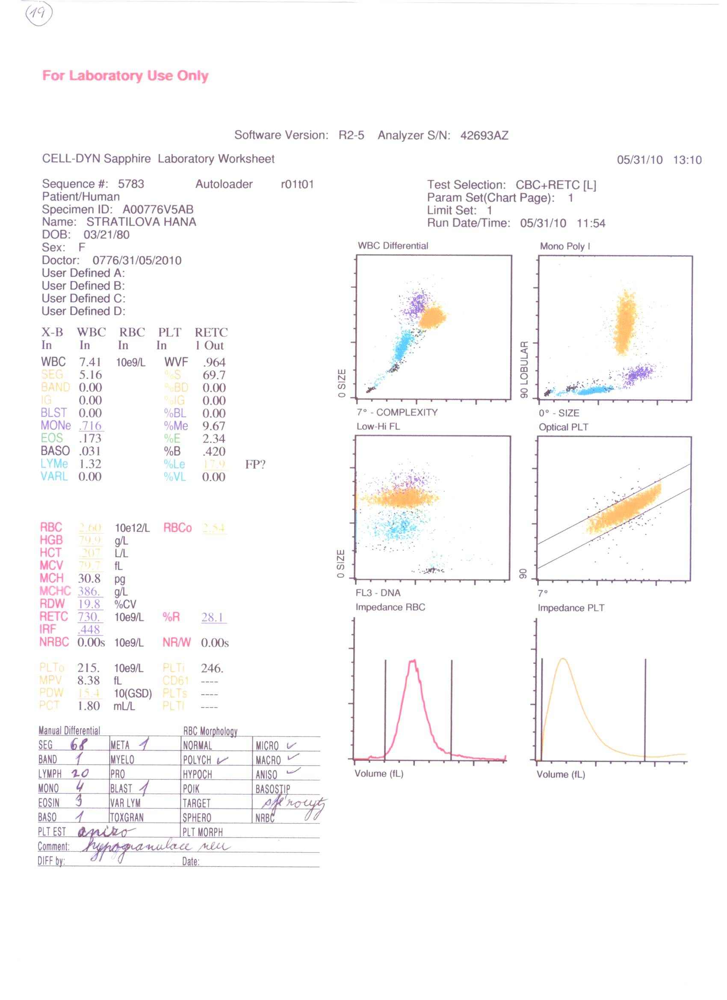 19
For Laboratory Use Only
Software Version: R2-5 Analyzer S/N: 42693AZ
CELL-DYN Sapphire Laboratory Worksheet 05/31/10 13:10
Sequence #: 5783 Autoloader r01t01
Patient/Human
Specimen ID: A00776V5AB
Name: STRATILOVA HANA
DOB: 03/21/80
Sex: F
Doctor: 0776/31/05/2010
User Defined A:
User Defined B:
User Defined C:
User Defined D:
Test Selection: CBC+RETC [L]
Param Set(Chart Page): 1
Limit Set: 1
Run Date/Time: 05/31/10 11:54
X-B WBC RBC PLT RETC
In In In In 1 Out
WBC 7.41 10e9/L WVF .964
SEG 5.16 %S 69.7
BAND 0.00 %BD 0.00
IG 0.00 %IG 0.00
BLST 0.00 %BL 0.00
MONe .716 %Me 9.67
EOS .173 %E 2.34
BASO .031 %B .420
LYMe 1.32 %Le 17.9 FP?
VARL 0.00 %VL 0.00
RBC 2.60 10e12/L RBCo 2.54
HGB 79.9 g/L
HCT .207 L/L
MCV 79.7 fL
MCH 30.8 pg
MCHC 386. g/L
RDW 19.8 %CV
RETC 730. 10e9/L %R 28.1
IRF .448
NRBC 0.00s 10e9/L NR/W 0.00s
PLTo 215. 10e9/L PLTi 246.
MPV 8.38 fL CD61 ----
PDW 15.4 10(GSD) PLTs ----
PCT 1.80 mL/L PLTI ----
WBC Differential
0 SIZE
7° - COMPLEXITY
Mono Poly I
90 LOBULAR
0° - SIZE
Low-Hi FL
0 SIZE
FL3 - DNA
Optical PLT
90
7°
Impedance RBC
Volume (fL)
Impedance PLT
Volume (fL)
Manual Differential RBC Morphology
SEG 68 META 1 NORMAL MICRO ✓
BAND 1 MYELO POLYCH ✓ MACRO ✓
LYMPH 20 PRO HYPOCH ANISO ✓
MONO 4 BLAST 1 POIK BASOSTIP
EOSIN 3 VAR LYM TARGET sférocyty
BASO 1 TOXGRAN SPHERO NRBC
PLT EST anizo PLT MORPH
Comment: hypogranulace neu
DIFF by: Date: